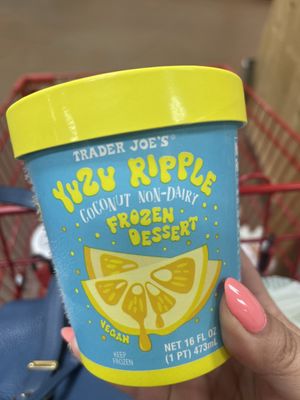 TRADER JOE'S®
YUZU RIPPLE
COCONUT NON-DAIRY
FROZEN
DESSERT
VEGAN
KEEP
FROZEN
NET 16 FL OZ
(1 PT) 473mL